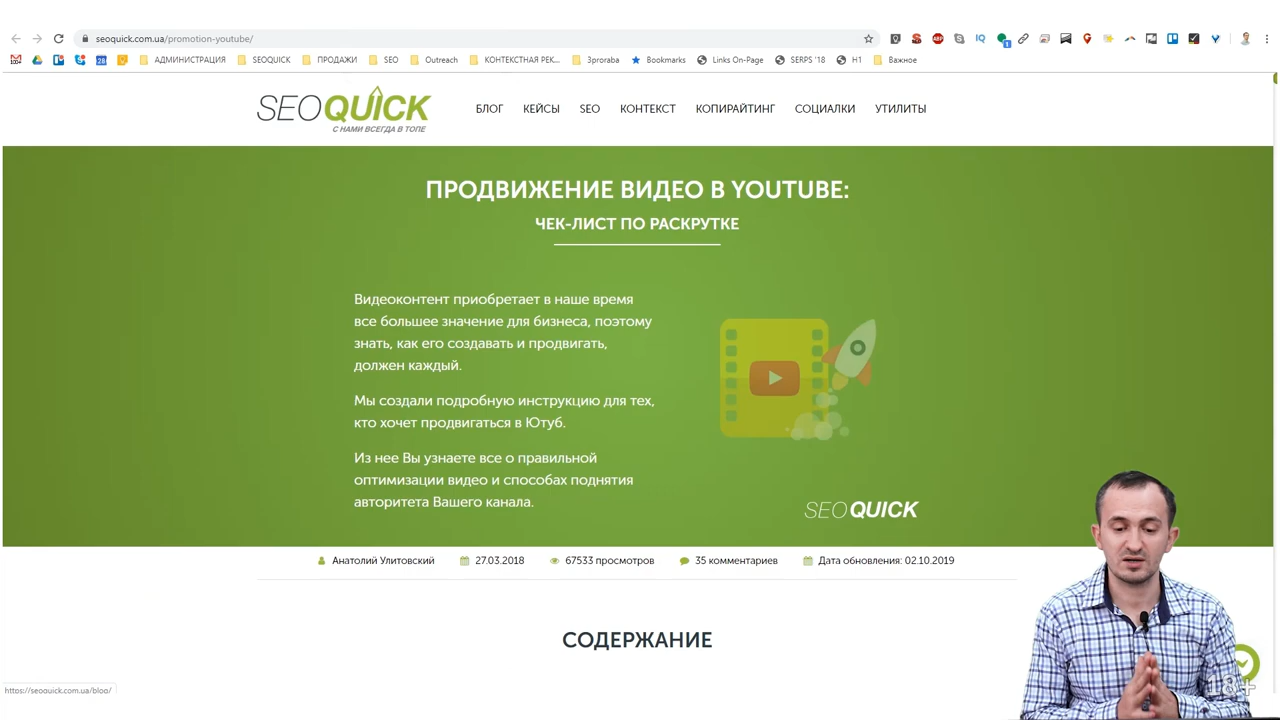 seoquick.com.ua/promotion-youtube/
АДМИНИСТРАЦИЯ SEOQUICK ПРОДАЖИ SEO Outreach КОНТЕКСТНАЯ РЕК... 3proraba Bookmarks Links On-Page SERPS '18 H1 Важное
SEOQUICK
С НАМИ ВСЕГДА В ТОПЕ
БЛОГ КЕЙСЫ SEO КОНТЕКСТ КОПИРАЙТИНГ СОЦИАЛКИ УТИЛИТЫ
ПРОДВИЖЕНИЕ ВИДЕО В YOUTUBE:
ЧЕК-ЛИСТ ПО РАСКРУТКЕ
Видеоконтент приобретает в наше время
все большее значение для бизнеса, поэтому
знать, как его создавать и продвигать,
должен каждый.
Мы создали подробную инструкцию для тех,
кто хочет продвигаться в Ютуб.
Из нее Вы узнаете все о правильной
оптимизации видео и способах поднятия
авторитета Вашего канала.
SEOQUICK
Анатолий Улитовский 27.03.2018 67533 просмотров 35 комментариев Дата обновления: 02.10.2019
СОДЕРЖАНИЕ
18+
https://seoquick.com.ua/blog/